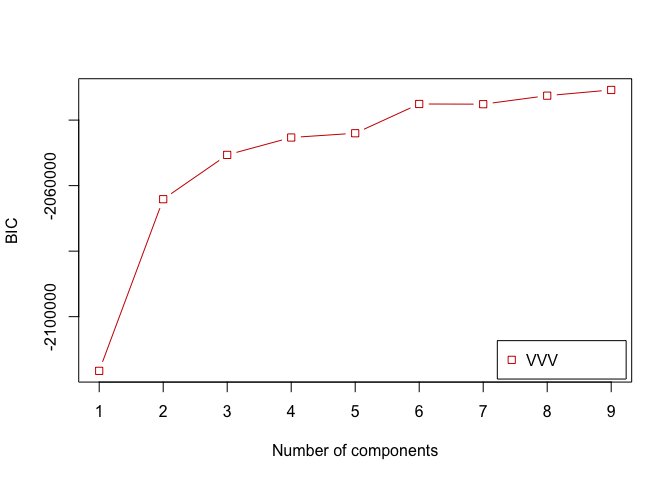 BIC
-2060000
-2100000
VVV
1 2 3 4 5 6 7 8 9
Number of components